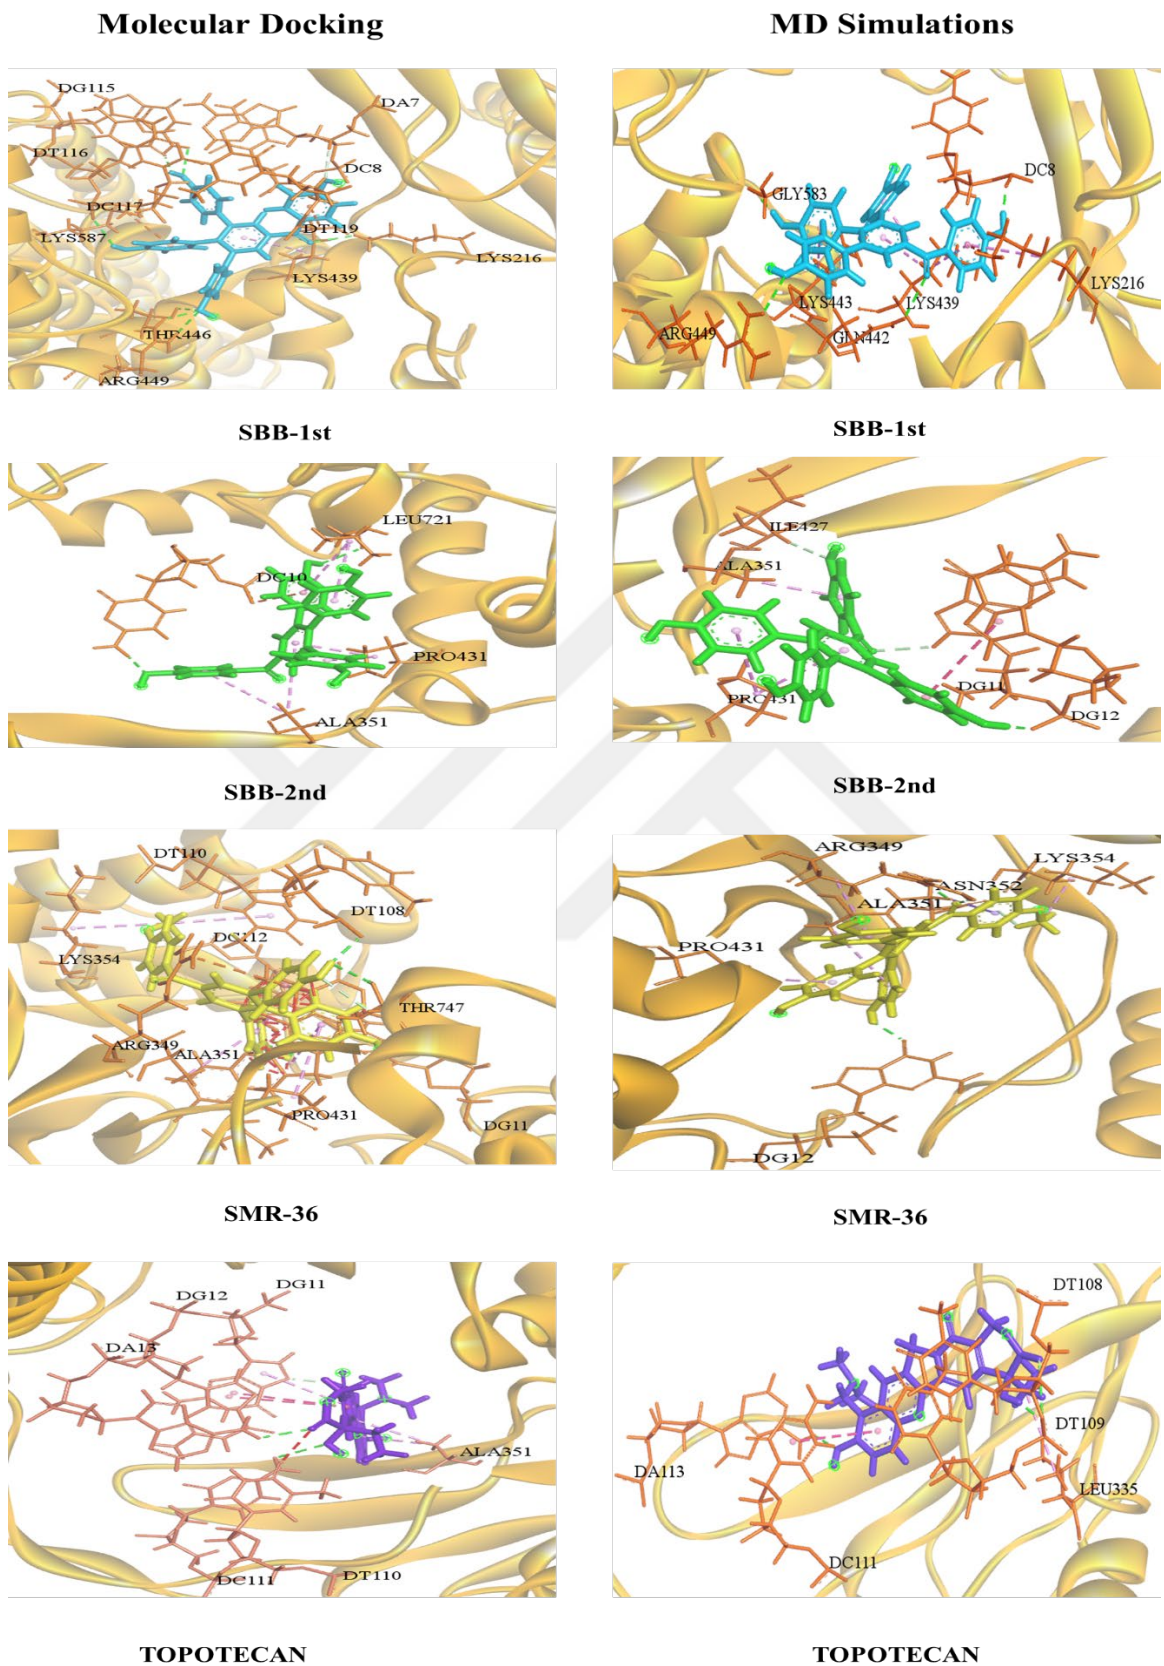 Molecular Docking
MD Simulations
DG115
DA7
DT116
DC8
DC117
DT119
LYS587
LYS216
LYS439
THR446
ARG449
DC8
GLY583
LYS216
LYS443
LYS439
ARG449
GLN442
SBB-1st
SBB-1st
LEU721
DC10
PRO431
ALA351
ILE427
ALA351
PRO431
DG11
DG12
SBB-2nd
SBB-2nd
DT110
DT108
DG12
LYS354
THR747
ARG349
ALA351
PRO431
DG11
ARG349
LYS354
ASN352
ALA351
PRO431
DG12
SMR-36
SMR-36
DG11
DG12
DA13
ALA351
DC111
DT110
DT108
DT109
DA113
LEU335
DC111
TOPOTECAN
TOPOTECAN